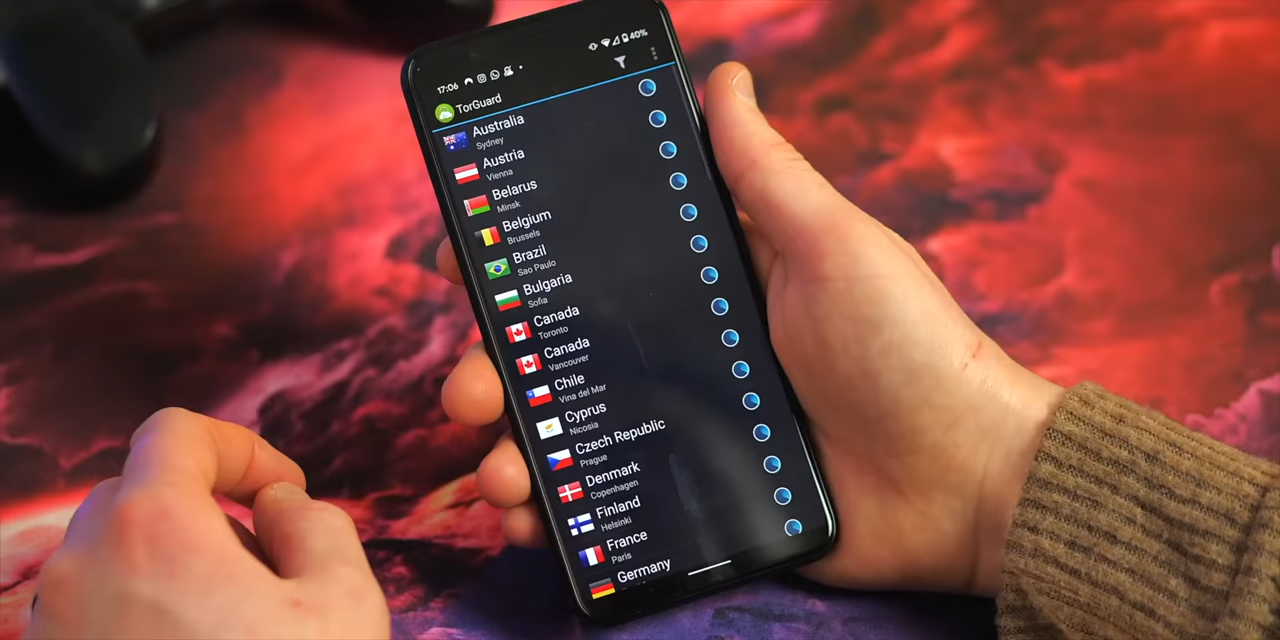 17:06 40%
TorGuard
Australia
Sydney
Austria
Vienna
Belarus
Minsk
Belgium
Brussels
Brazil
Sao Paulo
Bulgaria
Sofia
Canada
Toronto
Canada
Vancouver
Chile
Vina del Mar
Cyprus
Nicosia
Czech Republic
Prague
Denmark
Copenhagen
Finland
Helsinki
France
Paris
Germany